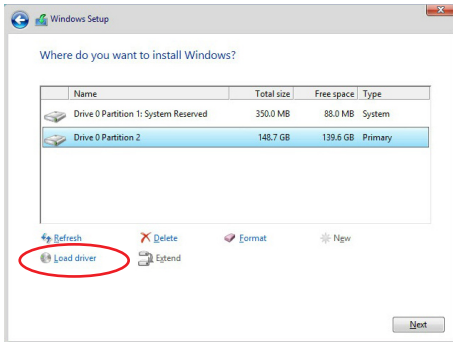 Windows Setup
Where do you want to install Windows?
Name Total size Free space Type
Drive 0 Partition 1: System Reserved 350.0 MB 88.0 MB System
Drive 0 Partition 2 148.7 GB 139.6 GB Primary
Refresh Delete Format New
Load driver Extend
Next